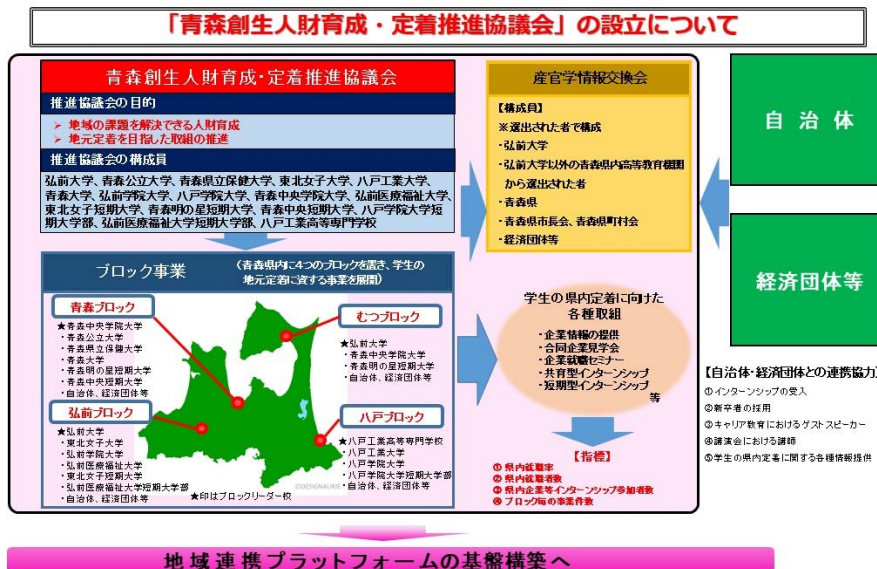 「青森創生人財育成・定着推進協議会」の設立について
青森創生人財育成・定着推進協議会
推進協議会の目的
➢ 地域の課題を解決できる人財育成
➢ 地元定着を目指した取組の推進
推進協議会の構成員
弘前大学、青森公立大学、青森県立保健大学、東北女子大学、八戸工業大学、
青森大学、弘前学院大学、八戸学院大学、青森中央学院大学、弘前医療福祉大学、
東北女子短期大学、青森明の星短期大学、青森中央短期大学、八戸学院大学短
期大学部、弘前医療福祉大学短期大学部、八戸工業高等専門学校
産官学情報交換会
【構成員】
※選出された者で構成
・弘前大学
・弘前大学以外の青森県内高等教育機関
から選出された者
・青森県
・青森県市長会、青森県町村会
・経済団体等
自治体
経済団体等
ブロック事業
(青森県内に4つのブロックを置き、学生の
地元定着に資する事業を展開)
青森ブロック
★青森中央学院大学
・青森公立大学
・青森県立保健大学
・青森大学
・青森明の星短期大学
・青森中央短期大学
・自治体、経済団体等
むつブロック
★弘前大学
・青森中央学院大学
・青森明の星短期大学
・自治体、経済団体等
弘前ブロック
★弘前大学
・東北女子大学
・弘前学院大学
・弘前医療福祉大学
・東北女子短期大学
・弘前医療福祉大学短期大学部
・自治体、経済団体等
八戸ブロック
★八戸工業高等専門学校
・八戸工業大学
・八戸学院大学
・八戸学院大学短期大学部
・自治体、経済団体等
★印はブロックリーダー校
©DESIGNALIKIE
学生の県内定着に向けた
各種取組
・企業情報の提供
・合同企業見学会
・企業就職セミナー
・共育型インターンシップ
・短期型インターンシップ
等
【指標】
① 県内就職率
② 県内就職者数
③ 県内企業等インターンシップ参加者数
④ ブロック毎の事業件数
【自治体・経済団体との連携協力】
①インターンシップの受入
②新卒者の採用
③キャリア教育におけるゲストスピーカー
④講演会における講師
⑤学生の県内定着に関する各種情報提供
地域連携プラットフォームの基盤構築へ